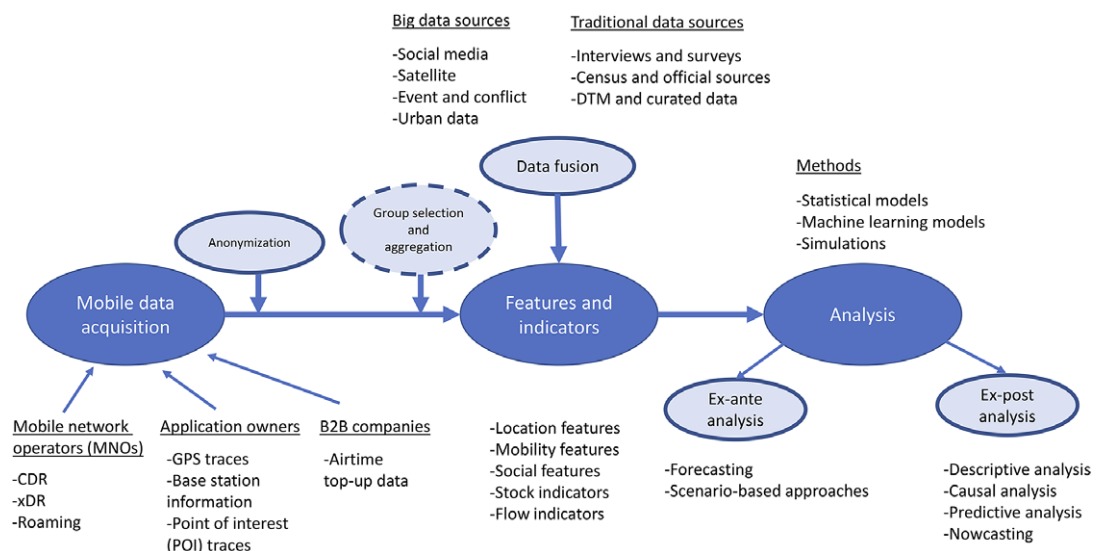 Big data sources
-Social media
-Satellite
-Event and conflict
-Urban data
Traditional data sources
-Interviews and surveys
-Census and official sources
-DTM and curated data
Data fusion
Methods
-Statistical models
-Machine learning models
-Simulations
Group selection
and
aggregation
Anonymization
Mobile data
acquisition
Features and
indicators
Analysis
Ex-ante
analysis
Ex-post
analysis
Mobile network
operators (MNOs)
-CDR
-xDR
-Roaming
Application owners
-GPS traces
-Base station
information
-Point of interest
(POI) traces
B2B companies
-Airtime
top-up data
-Location features
-Mobility features
-Social features
-Stock indicators
-Flow indicators
-Forecasting
-Scenario-based approaches
-Descriptive analysis
-Causal analysis
-Predictive analysis
-Nowcasting